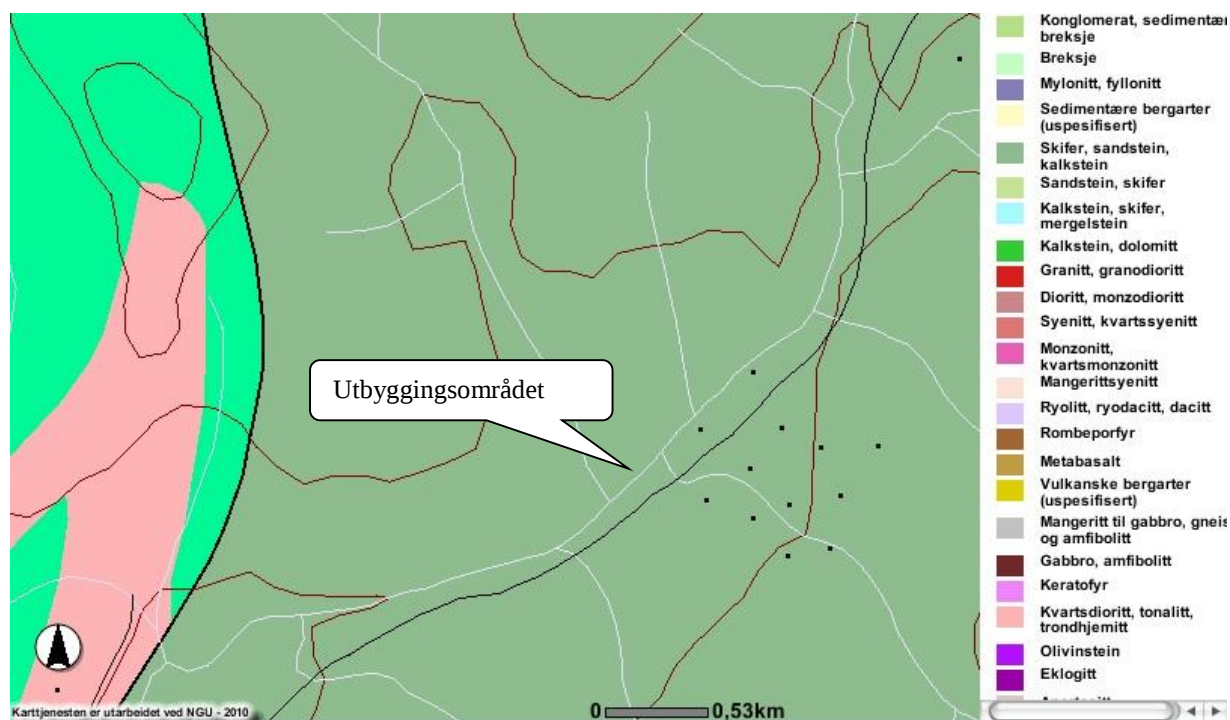 Utbyggingsområdet
Karttjenesten er utarbeidet ved NGU - 2010
0
0,53km
Konglomerat, sedimentær
breksje
Breksje
Mylonitt, fyllonitt
Sedimentære bergarter
(uspesifisert)
Skifer, sandstein,
kalkstein
Sandstein, skifer
Kalkstein, skifer,
mergelstein
Kalkstein, dolomitt
Granitt, granodioritt
Dioritt, monzodioritt
Syenitt, kvartssyenitt
Monzonitt,
kvartsmonzonitt
Mangerittsyenitt
Ryolitt, ryodacitt, dacitt
Rombeporfyr
Metabasalt
Vulkanske bergarter
(uspesifisert)
Mangeritt til gabbro, gneis
og amfibolitt
Gabbro, amfibolitt
Keratofyr
Kvartsdioritt, tonalitt,
trondhjemitt
Olivinstein
Eklogitt